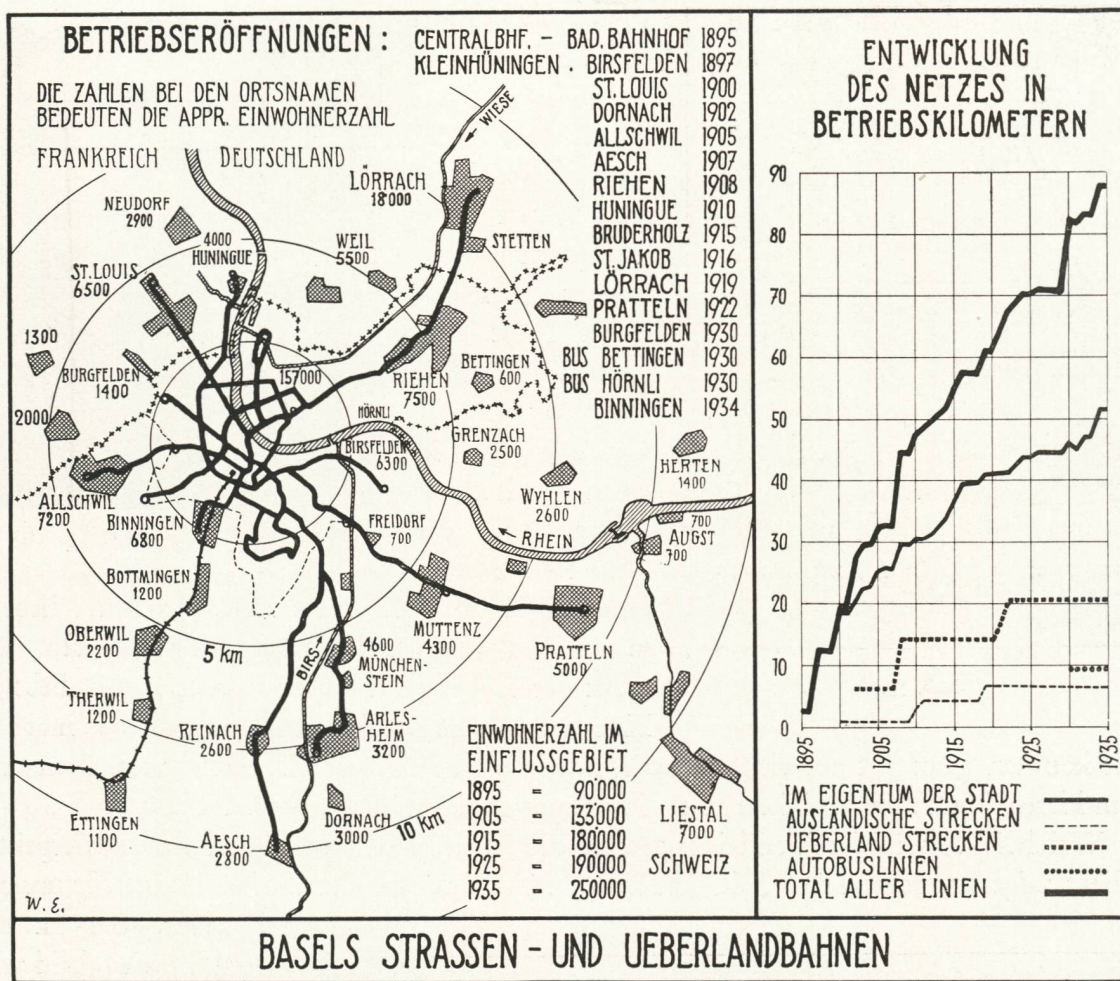 BETRIEBSERÖFFNUNGEN :
CENTRALBHF. – BAD. BAHNHOF 1895
KLEINHÜNINGEN . BIRSFELDEN 1897
ST. LOUIS 1900
DORNACH 1902
ALLSCHWIL 1905
AESCH 1907
RIEHEN 1908
HUNINGUE 1910
BRUDERHOLZ 1915
ST. JAKOB 1916
LÖRRACH 1919
PRATTELN 1922
BURGFELDEN 1930
BUS BETTINGEN 1930
BUS HÖRNLI 1930
BINNINGEN 1934
DIE ZAHLEN BEI DEN ORTSNAMEN
BEDEUTEN DIE APPR. EINWOHNERZAHL
FRANKREICH
DEUTSCHLAND
WIESE
LÖRRACH
18'000
NEUDORF
2900
4000
HUNINGUE
WEIL
5500
STETTEN
ST. LOUIS
6500
1300
BURGFELDEN
1400
157000
RIEHEN
7500
BETTINGEN
600
2000
HÖRNLI
BIRSFELDEN
6300
GRENZACH
2500
HERTEN
1400
ALLSCHWIL
7200
BINNINGEN
6800
FREIDORF
700
WYHLEN
2600
RHEIN
700
AUGST
700
BOTTMINGEN
1200
OBERWIL
2200
5 km
BIRS
4600
MÜNCHEN-
STEIN
MUTTENZ
4300
PRATTELN
5000
THERWIL
1200
REINACH
2600
ARLES-
HEIM
3200
ETTINGEN
1100
AESCH
2800
DORNACH
3000
10 km
LIESTAL
7000
SCHWEIZ
EINWOHNERZAHL IM
EINFLUSSGEBIET
1895 = 90'000
1905 = 133'000
1915 = 180'000
1925 = 190'000
1935 = 250'000
W. E.
ENTWICKLUNG
DES NETZES IN
BETRIEBSKILOMETERN
90
80
70
60
50
40
30
20
10
0
1895
1905
1915
1925
1935
IM EIGENTUM DER STADT
AUSLÄNDISCHE STRECKEN
UEBERLAND STRECKEN
AUTOBUSLINIEN
TOTAL ALLER LINIEN
BASELS STRASSEN - UND UEBERLANDBAHNEN